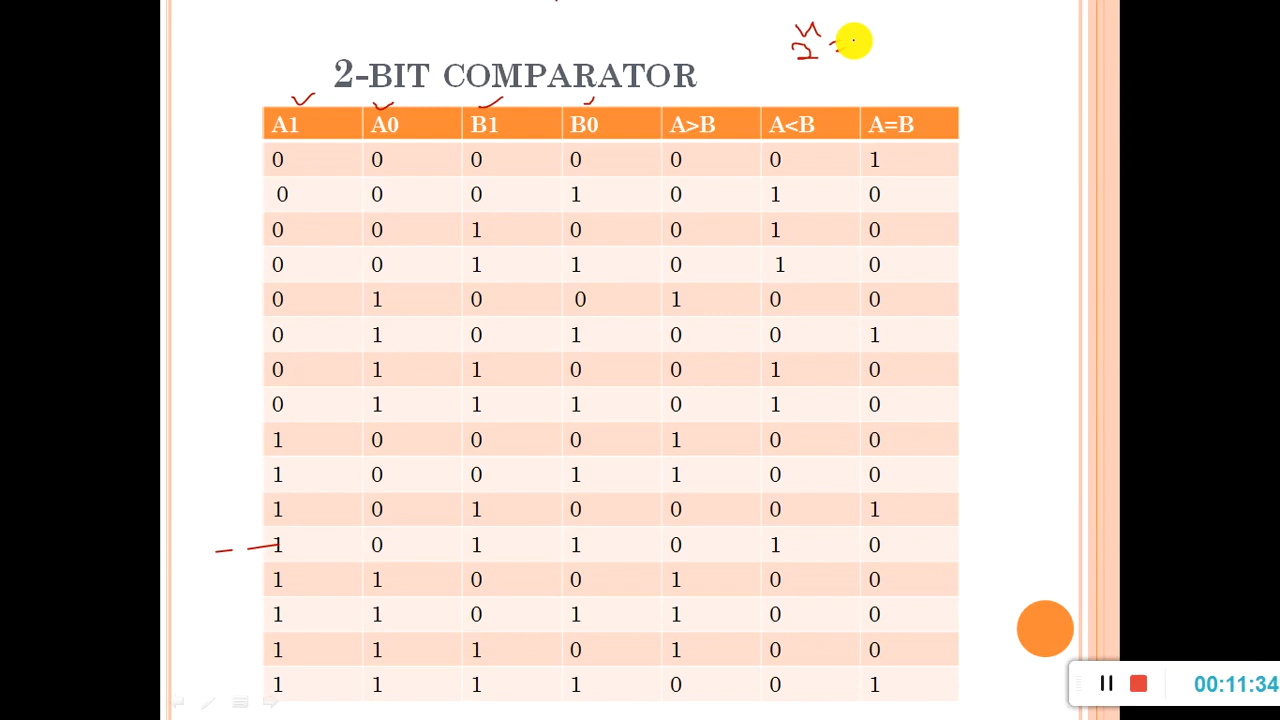 2-BIT COMPARATOR
A1 A0 B1 B0 A>B A<B A=B
0 0 0 0 0 0 1
0 0 0 1 0 1 0
0 0 1 0 0 1 0
0 0 1 1 0 1 0
0 1 0 0 1 0 0
0 1 0 1 0 0 1
0 1 1 0 0 1 0
0 1 1 1 0 1 0
1 0 0 0 1 0 0
1 0 0 1 1 0 0
1 0 1 0 0 0 1
1 0 1 1 0 1 0
1 1 0 0 1 0 0
1 1 0 1 1 0 0
1 1 1 0 1 0 0
1 1 1 1 0 0 1
00:11:34